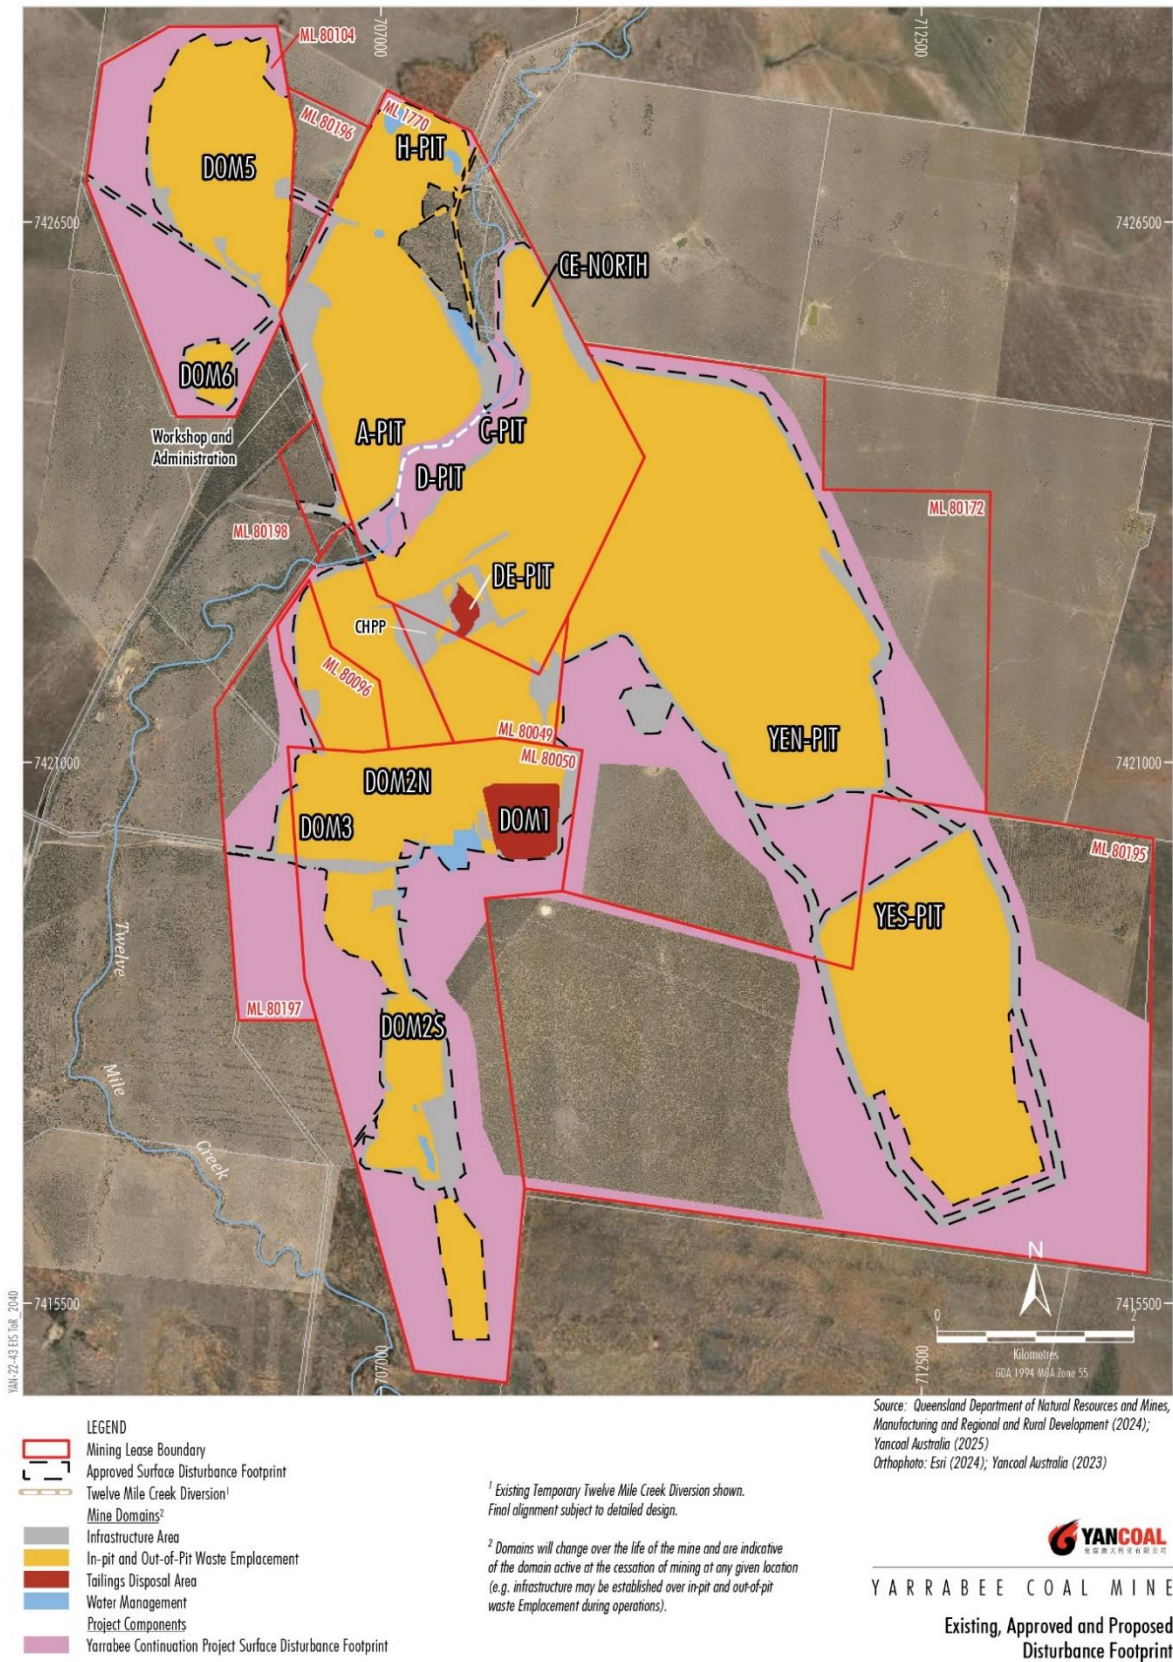 707000
712500
ML 80104
ML 80196
ML 1770
H-PIT
DOM5
7426500
7426500
CE-NORTH
DOM6
Workshop and
Administration
A-PIT
C-PIT
D-PIT
ML 80172
ML 80198
DE-PIT
CHPP
ML 80096
ML 80049
ML 80050
YEN-PIT
7421000
7421000
DOM2N
DOM3
DOM1
ML 80195
YES-PIT
Twelve
ML 80197
DOM2S
Mile
Creek
N
7415500
7415500
0
2
Kilometres
GDA 1994 MGA Zone 55
707000
712500
YAN-22-43 EIS ToR_204D
LEGEND
Mining Lease Boundary
Approved Surface Disturbance Footprint
Twelve Mile Creek Diversion¹
Mine Domains²
Infrastructure Area
In-pit and Out-of-Pit Waste Emplacement
Tailings Disposal Area
Water Management
Project Components
Yarrabee Continuation Project Surface Disturbance Footprint
¹ Existing Temporary Twelve Mile Creek Diversion shown.
Final alignment subject to detailed design.
² Domains will change over the life of the mine and are indicative
of the domain active at the cessation of mining at any given location
(e.g. infrastructure may be established over in-pit and out-of-pit
waste Emplacement during operations).
Source: Queensland Department of Natural Resources and Mines,
Manufacturing and Regional and Rural Development (2024);
Yancoal Australia (2025)
Orthophoto: Esri (2024); Yancoal Australia (2023)
YANCOAL
YARRABEE COAL MINE
Existing, Approved and Proposed
Disturbance Footprint